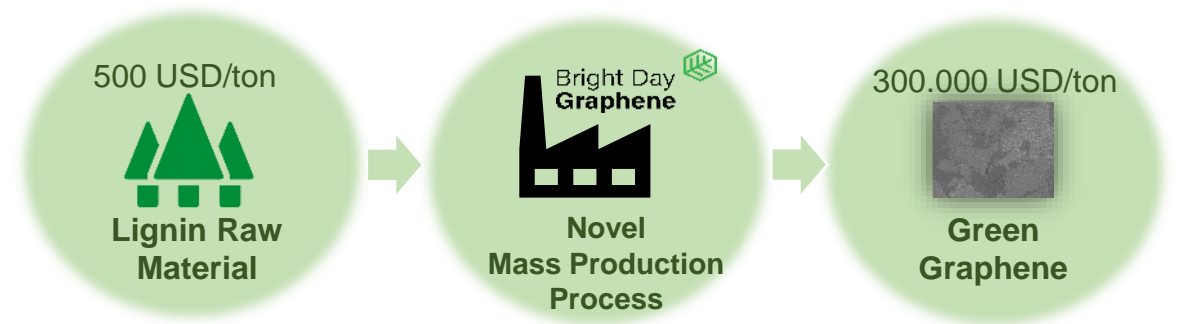 500 USD/ton
Lignin Raw
Material
Bright Day
Graphene
Novel
Mass Production
Process
300.000 USD/ton
Green
Graphene